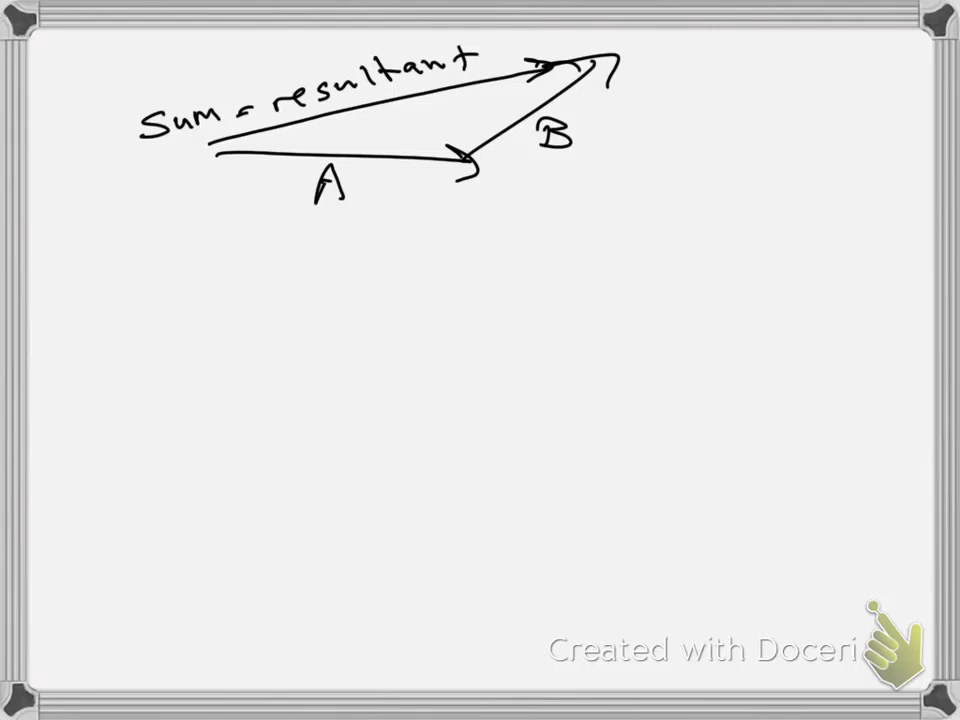 Sum = resultant
B
A
Created with Doceri